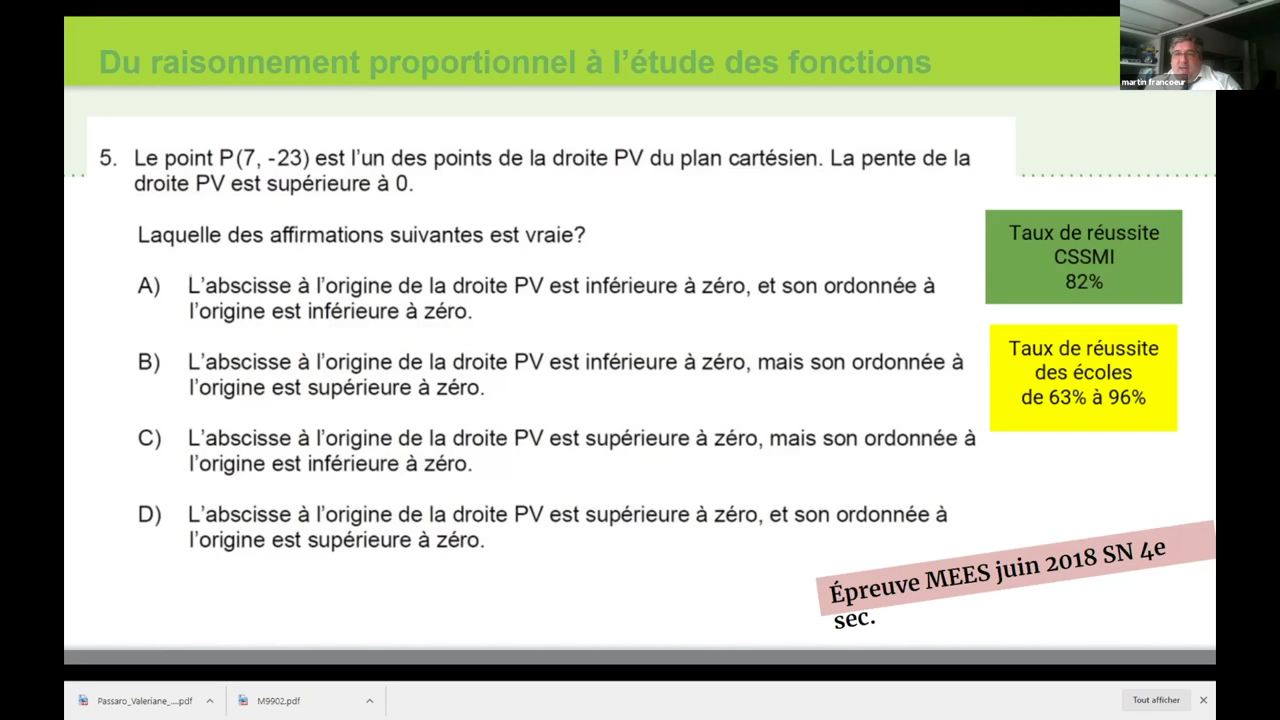 Du raisonnement proportionnel à l'étude des fonctions
martin francoeur
5. Le point P(7, -23) est l'un des points de la droite PV du plan cartésien. La pente de la
droite PV est supérieure à 0.
Laquelle des affirmations suivantes est vraie?
A) L'abscisse à l'origine de la droite PV est inférieure à zéro, et son ordonnée à
l'origine est inférieure à zéro.
B) L'abscisse à l'origine de la droite PV est inférieure à zéro, mais son ordonnée à
l'origine est supérieure à zéro.
C) L'abscisse à l'origine de la droite PV est supérieure à zéro, mais son ordonnée à
l'origine est inférieure à zéro.
D) L'abscisse à l'origine de la droite PV est supérieure à zéro, et son ordonnée à
l'origine est supérieure à zéro.
Taux de réussite
CSSMI
82%
Taux de réussite
des écoles
de 63% à 96%
Épreuve MEES juin 2018 SN 4e
sec.
Passaro_Valeriane_....pdf
M9902.pdf
Tout afficher